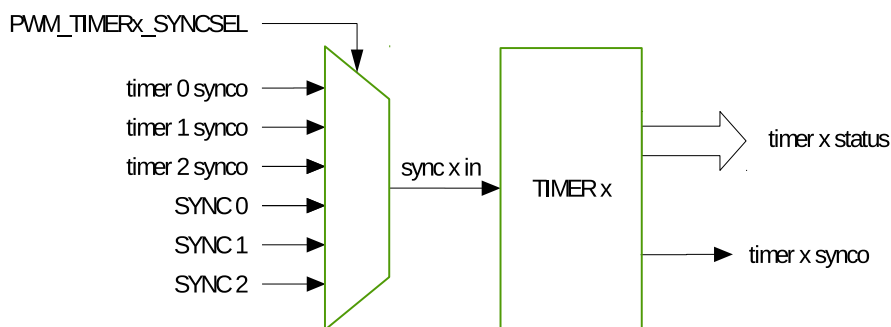 PWM_TIMERx_SYNCSEL
timer 0 synco
timer 1 synco
timer 2 synco
SYNC 0
SYNC 1
SYNC 2
sync x in
TIMER x
timer x status
timer x synco